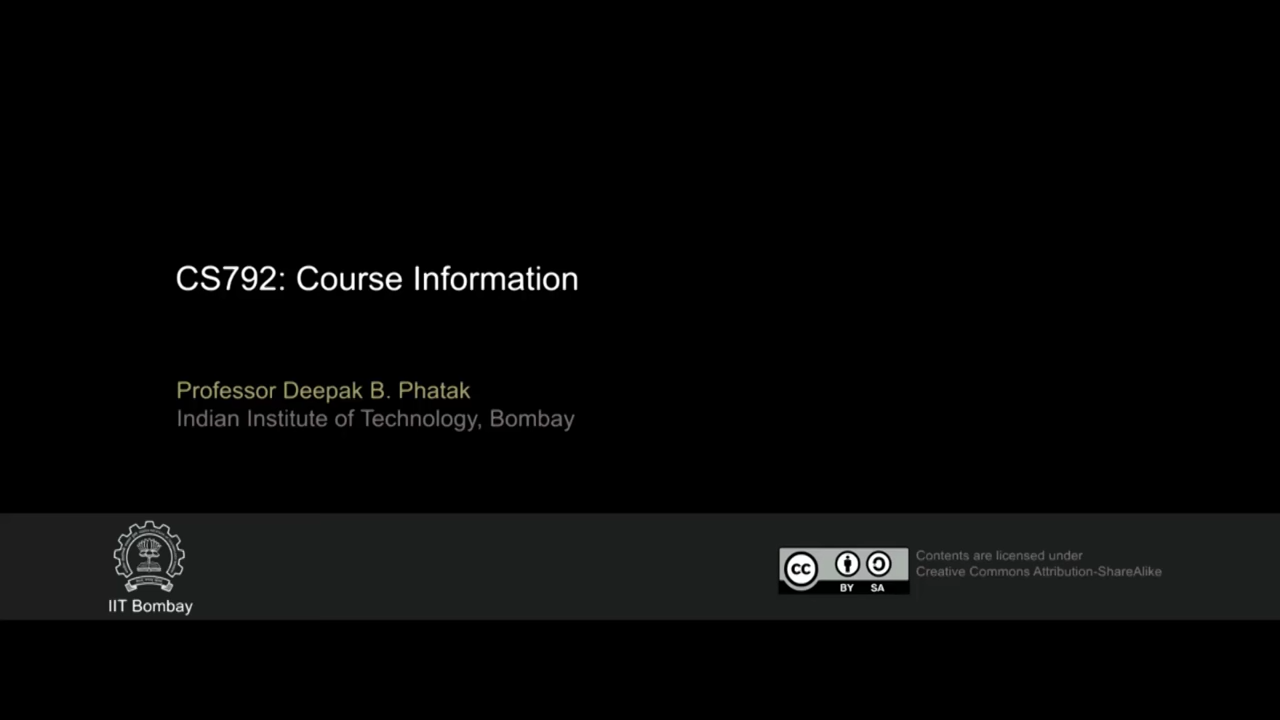 CS792: Course Information
Professor Deepak B. Phatak
Indian Institute of Technology, Bombay
IIT Bombay
cc
BY SA
Contents are licensed under
Creative Commons Attribution-ShareAlike